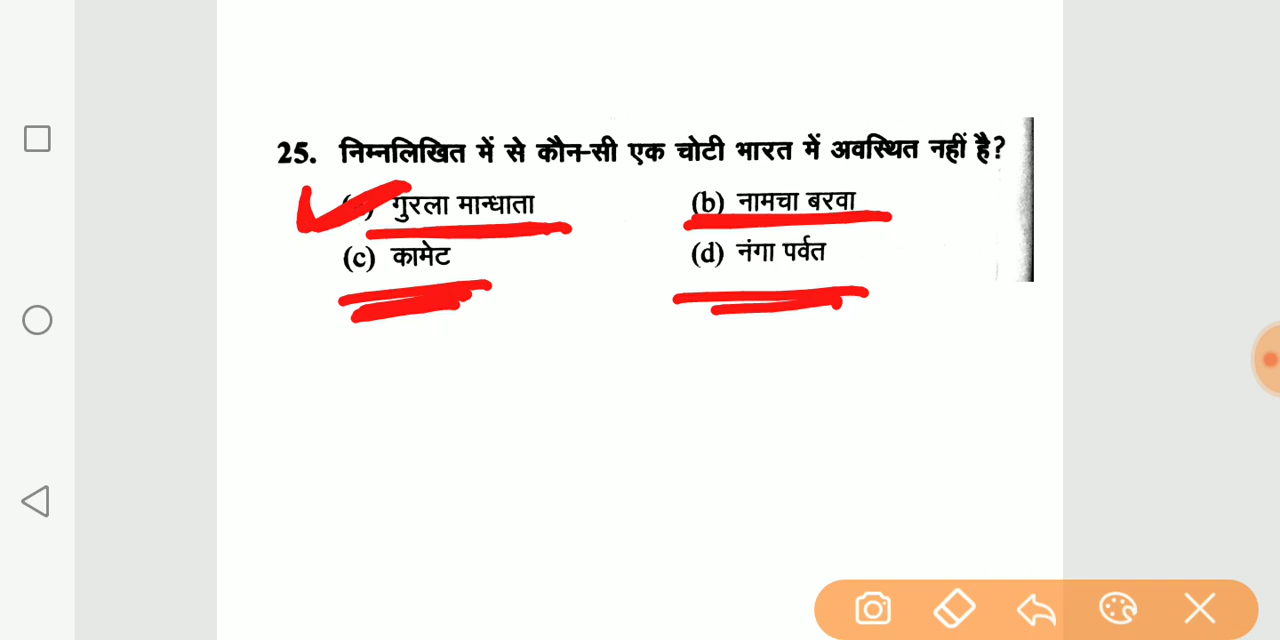 25. निम्नलिखित में से कौन-सी एक चोटी भारत में अवस्थित नहीं है?
गुरला मान्धाता (b) नामचा बरवा
(c) कामेट (d) नंगा पर्वत